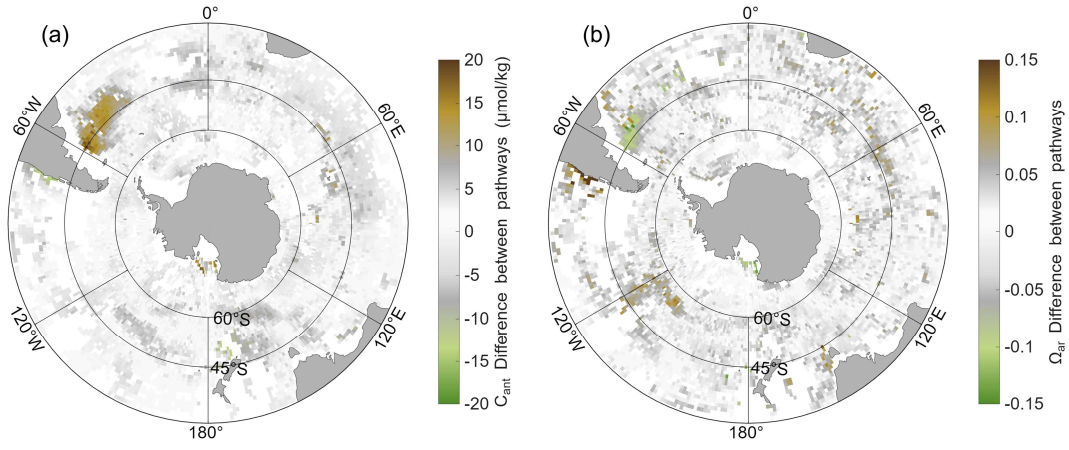 (a)
0°
60°W
60°E
120°W
120°E
60°S
45°S
180°
20
15
10
5
0
-5
-10
-15
-20
C_ant Difference between pathways (μmol/kg)
(b)
0°
60°W
60°E
120°W
120°E
60°S
45°S
180°
0.15
0.1
0.05
0
-0.05
-0.1
-0.15
Ω_ar Difference between pathways